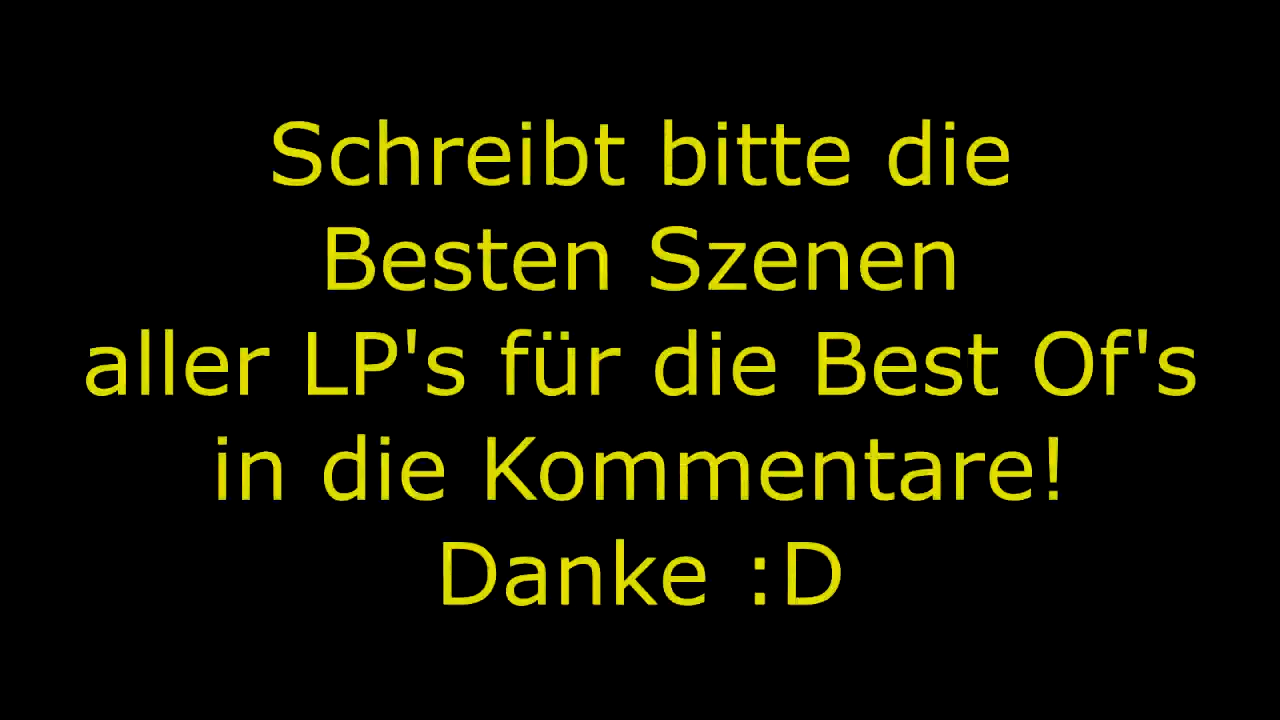 Schreibt bitte die
Besten Szenen
aller LP's für die Best Of's
in die Kommentare!
Danke :D